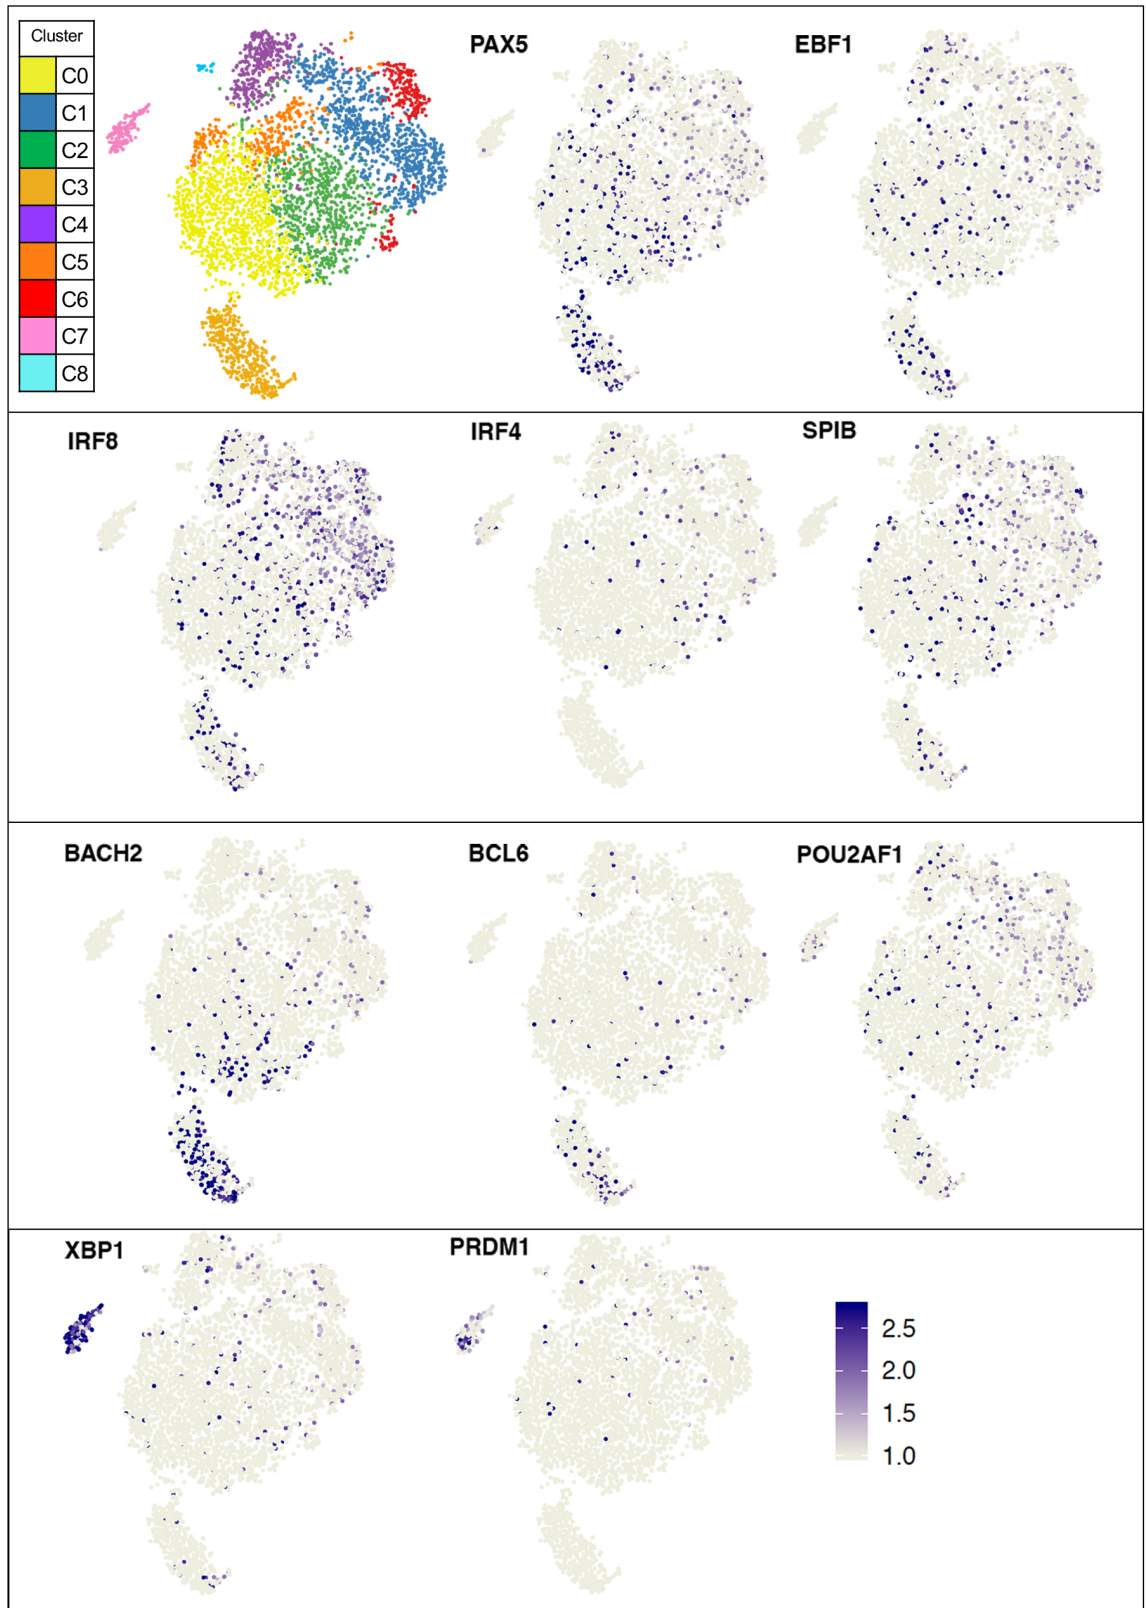 Cluster
C0
C1
C2
C3
C4
C5
C6
C7
C8
PAX5
EBF1
IRF8
IRF4
SPIB
BACH2
BCL6
POU2AF1
XBP1
PRDM1
2.5
2.0
1.5
1.0